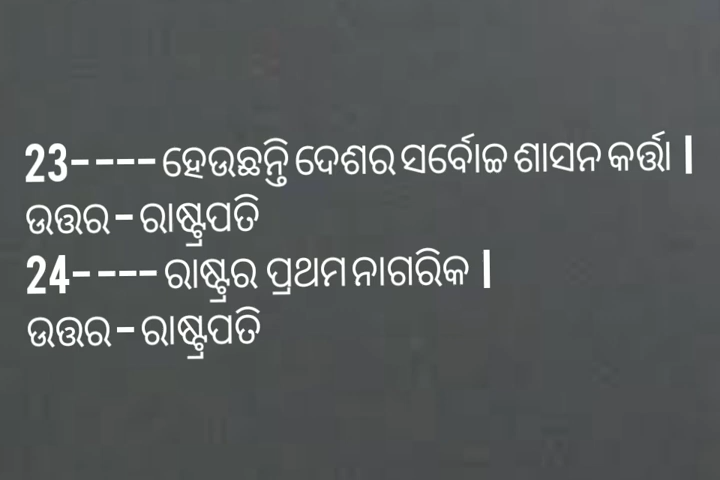 23---- ହେଉଛନ୍ତି ଦେଶର ସର୍ବୋଚ୍ଚ ଶାସନ କର୍ତ୍ତା |
ଉତ୍ତର - ରାଷ୍ଟ୍ରପତି
24---- ରାଷ୍ଟ୍ରର ପ୍ରଥମ ନାଗରିକ |
ଉତ୍ତର - ରାଷ୍ଟ୍ରପତି